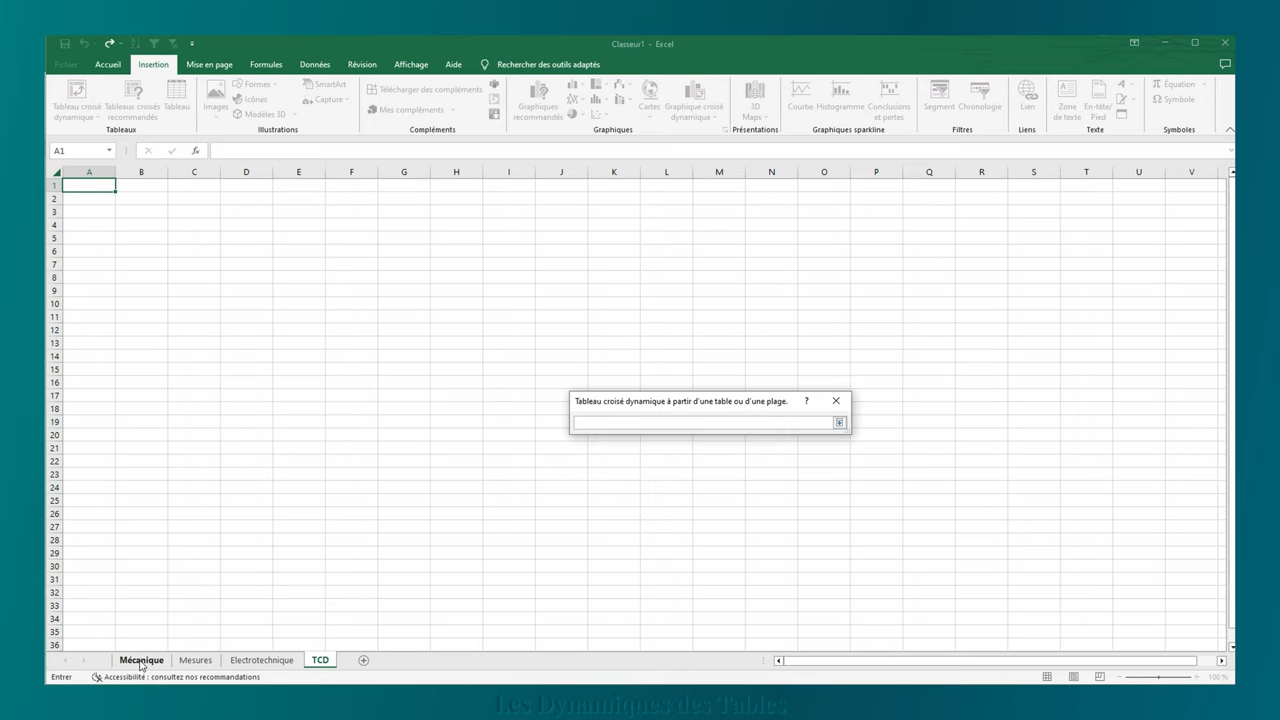 Classeur1 - Excel
Fichier Accueil Insertion Mise en page Formules Données Révision Affichage Aide Rechercher des outils adaptés
Tableau croisé dynamique
Tableaux croisés recommandés
Tableau
Tableaux
Images
Formes
Icônes
Modèles 3D
SmartArt
Capture
Illustrations
Télécharger des compléments
Mes compléments
Compléments
Graphiques recommandés
Cartes
Graphique croisé dynamique
Graphiques
3D Maps
Présentations
Courbe
Histogramme
Conclusions et pertes
Graphiques sparkline
Segment
Chronologie
Filtres
Lien
Liens
Zone de texte
En-tête/Pied
Texte
Équation
Symbole
Symboles
A1
fx
A B C D E F G H I J K L M N O P Q R S T U V
1
2
3
4
5
6
7
8
9
10
11
12
13
14
15
16
17
18
19
20
21
22
23
24
25
26
27
28
29
30
31
32
33
34
35
36
Tableau croisé dynamique à partir d'une table ou d'une plage. ?
Mécanique Mesures Electrotechnique TCD
Entrer Accessibilité : consultez nos recommandations 100 %
Les Dynamiques des Tables